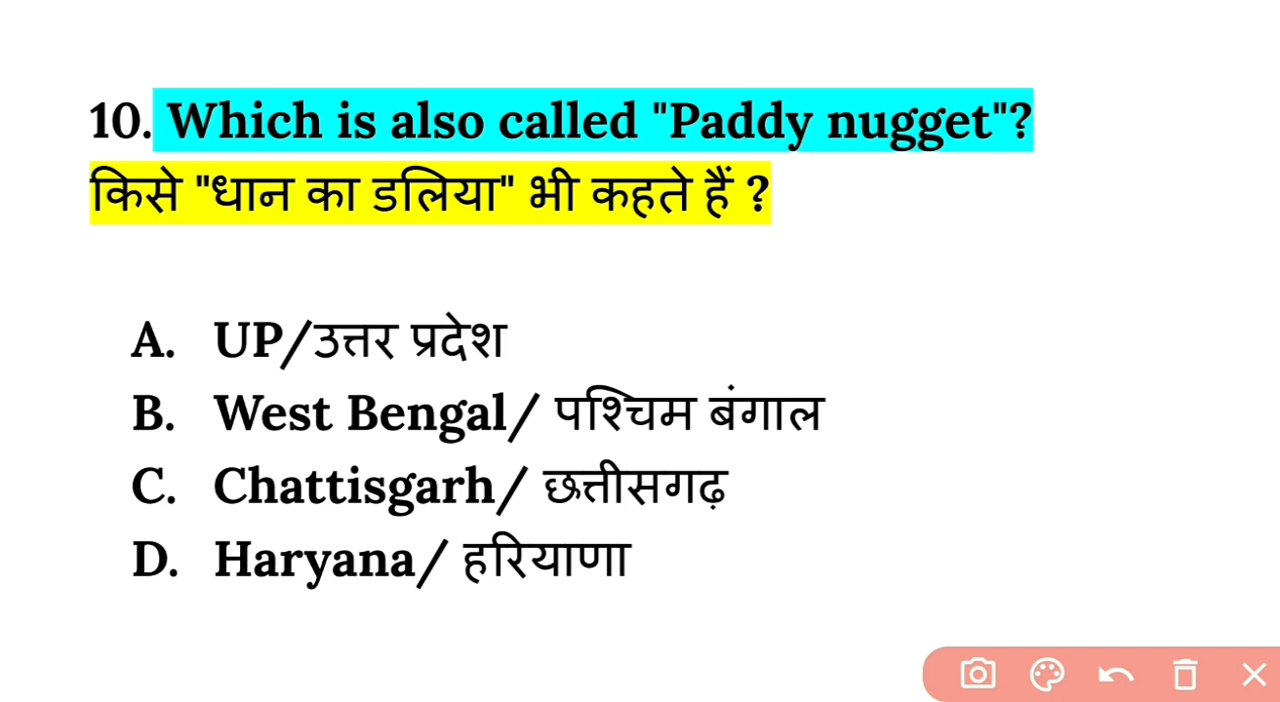 10. Which is also called "Paddy nugget"?
किसे "धान का डलिया" भी कहते हैं ?
A. UP/उत्तर प्रदेश
B. West Bengal/ पश्चिम बंगाल
C. Chattisgarh/ छत्तीसगढ़
D. Haryana/ हरियाणा